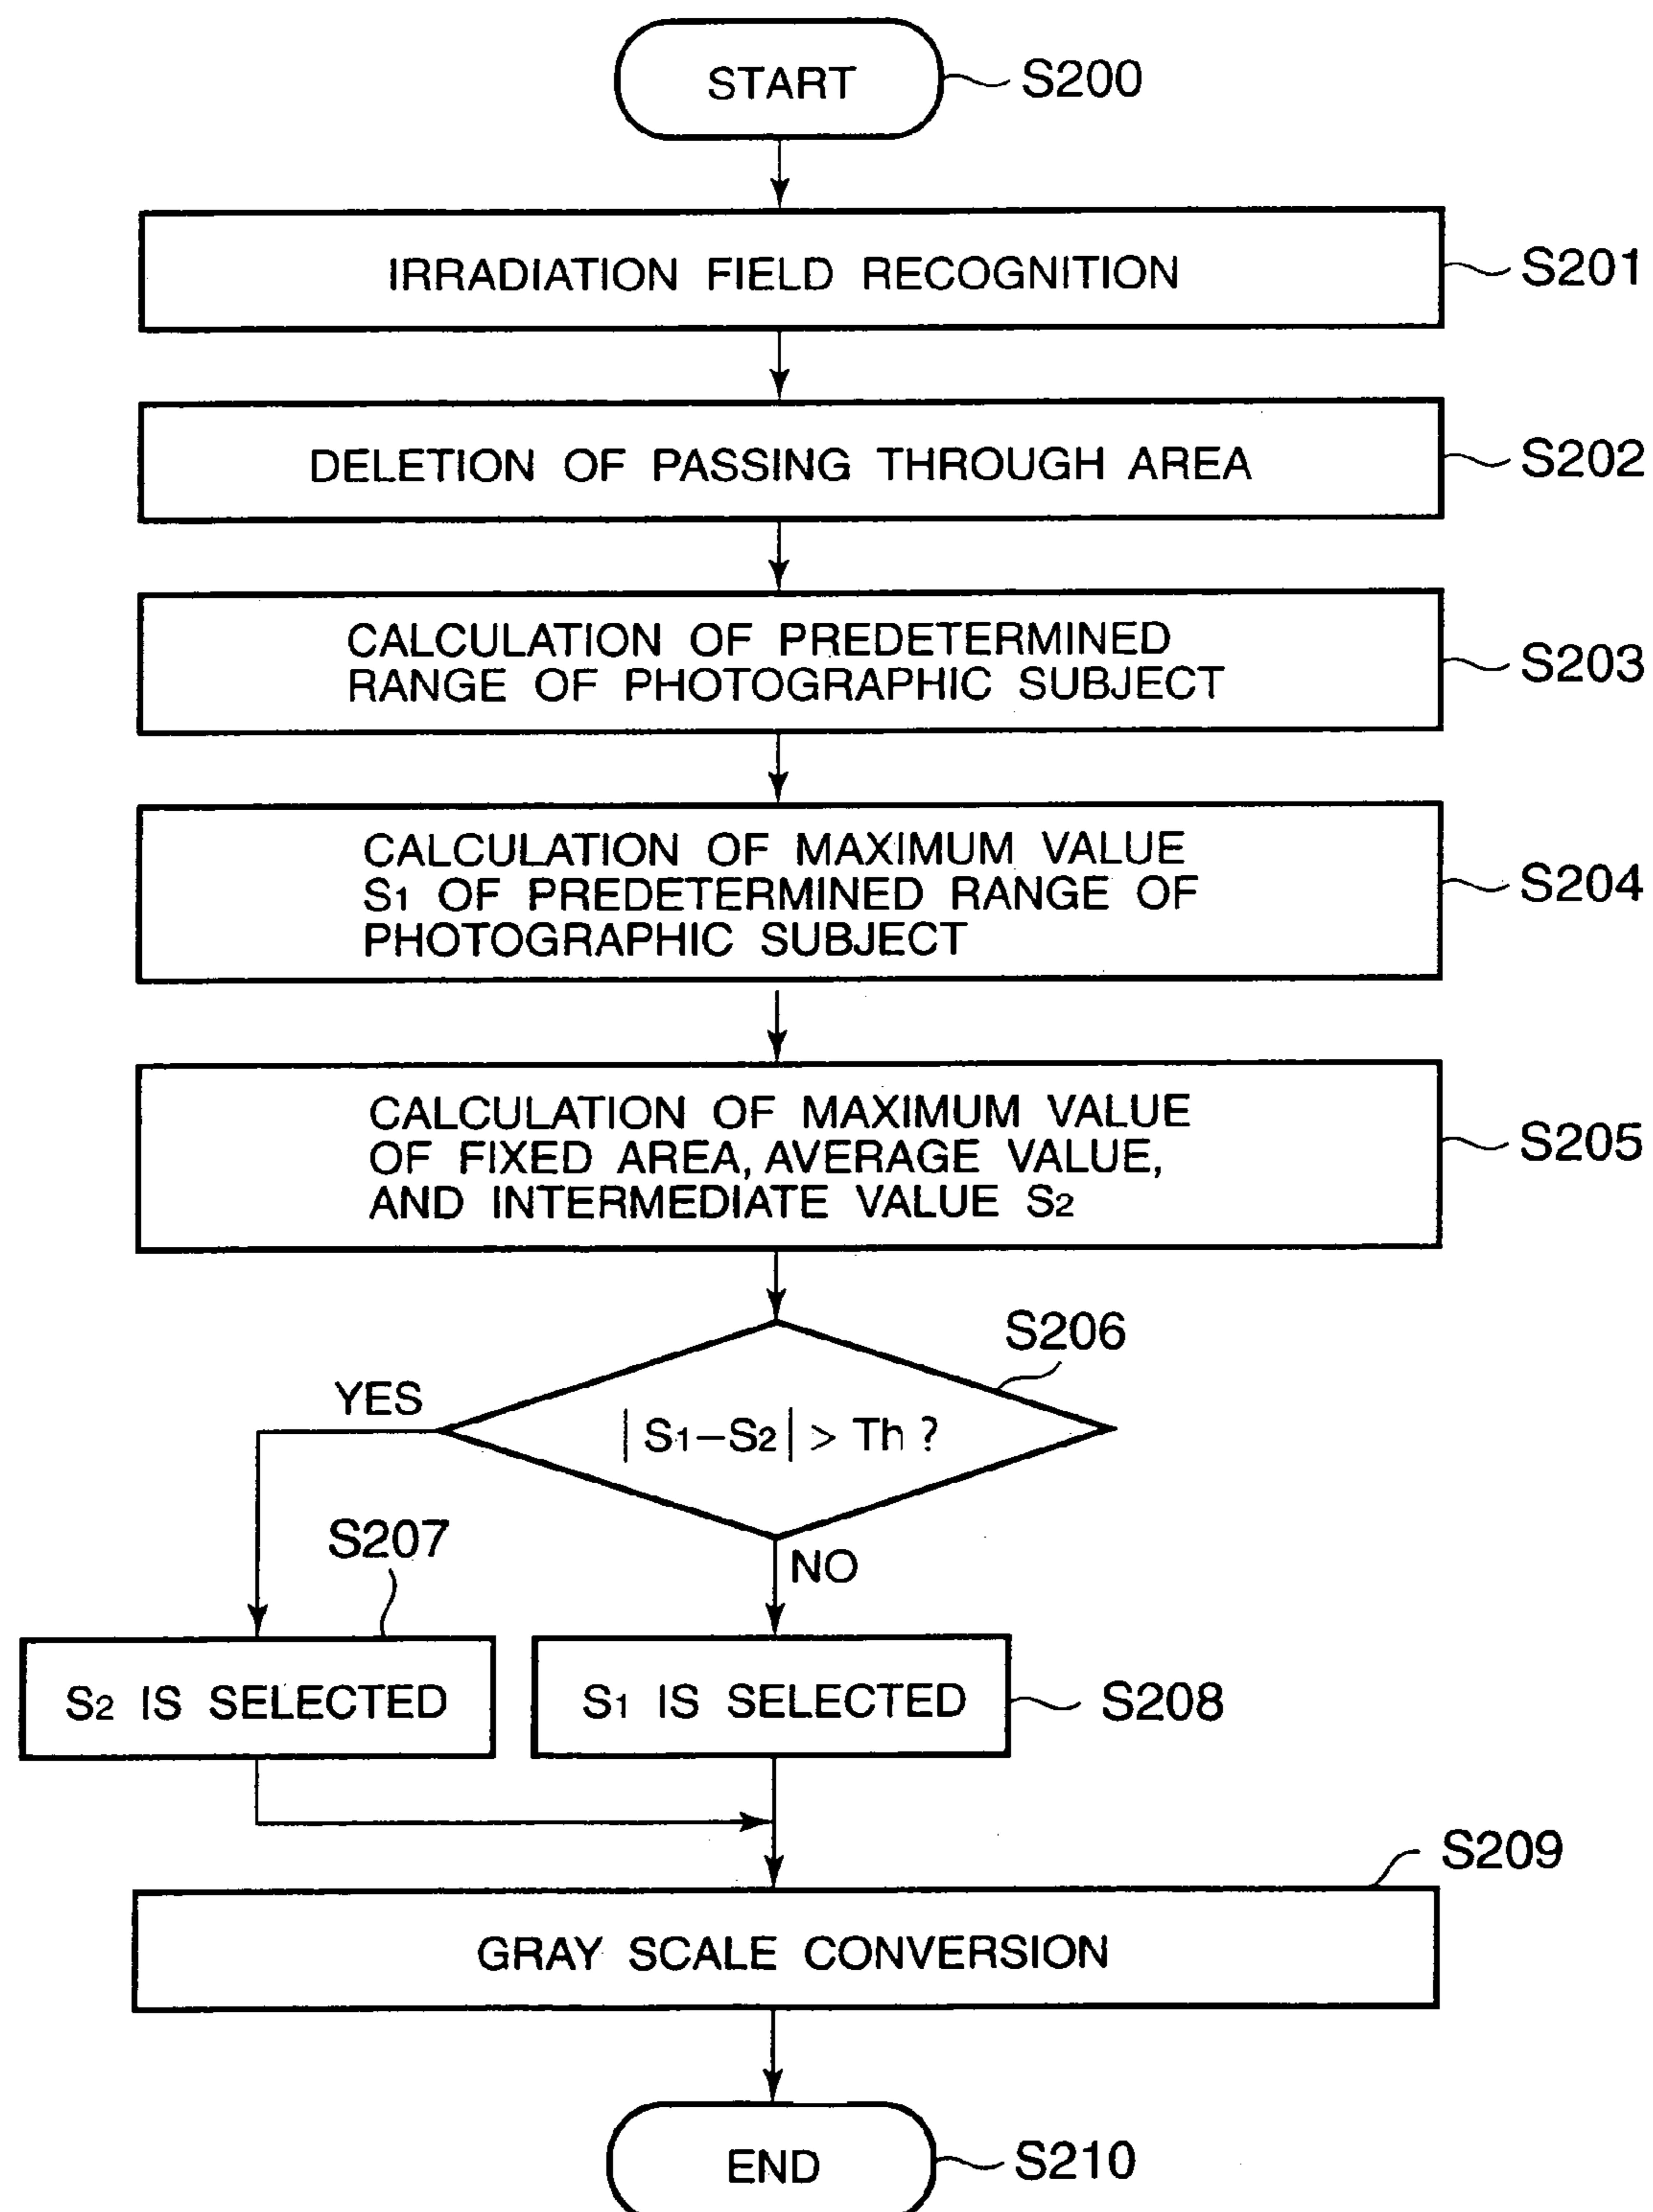 START
S200
IRRADIATION FIELD RECOGNITION
S201
DELETION OF PASSING THROUGH AREA
S202
CALCULATION OF PREDETERMINED
RANGE OF PHOTOGRAPHIC SUBJECT
S203
CALCULATION OF MAXIMUM VALUE
S1 OF PREDETERMINED RANGE OF
PHOTOGRAPHIC SUBJECT
S204
CALCULATION OF MAXIMUM VALUE
OF FIXED AREA, AVERAGE VALUE,
AND INTERMEDIATE VALUE S2
S205
S206
YES
|S1−S2| > Th ?
S207
NO
S2 IS SELECTED
S1 IS SELECTED
S208
S209
GRAY SCALE CONVERSION
END
S210